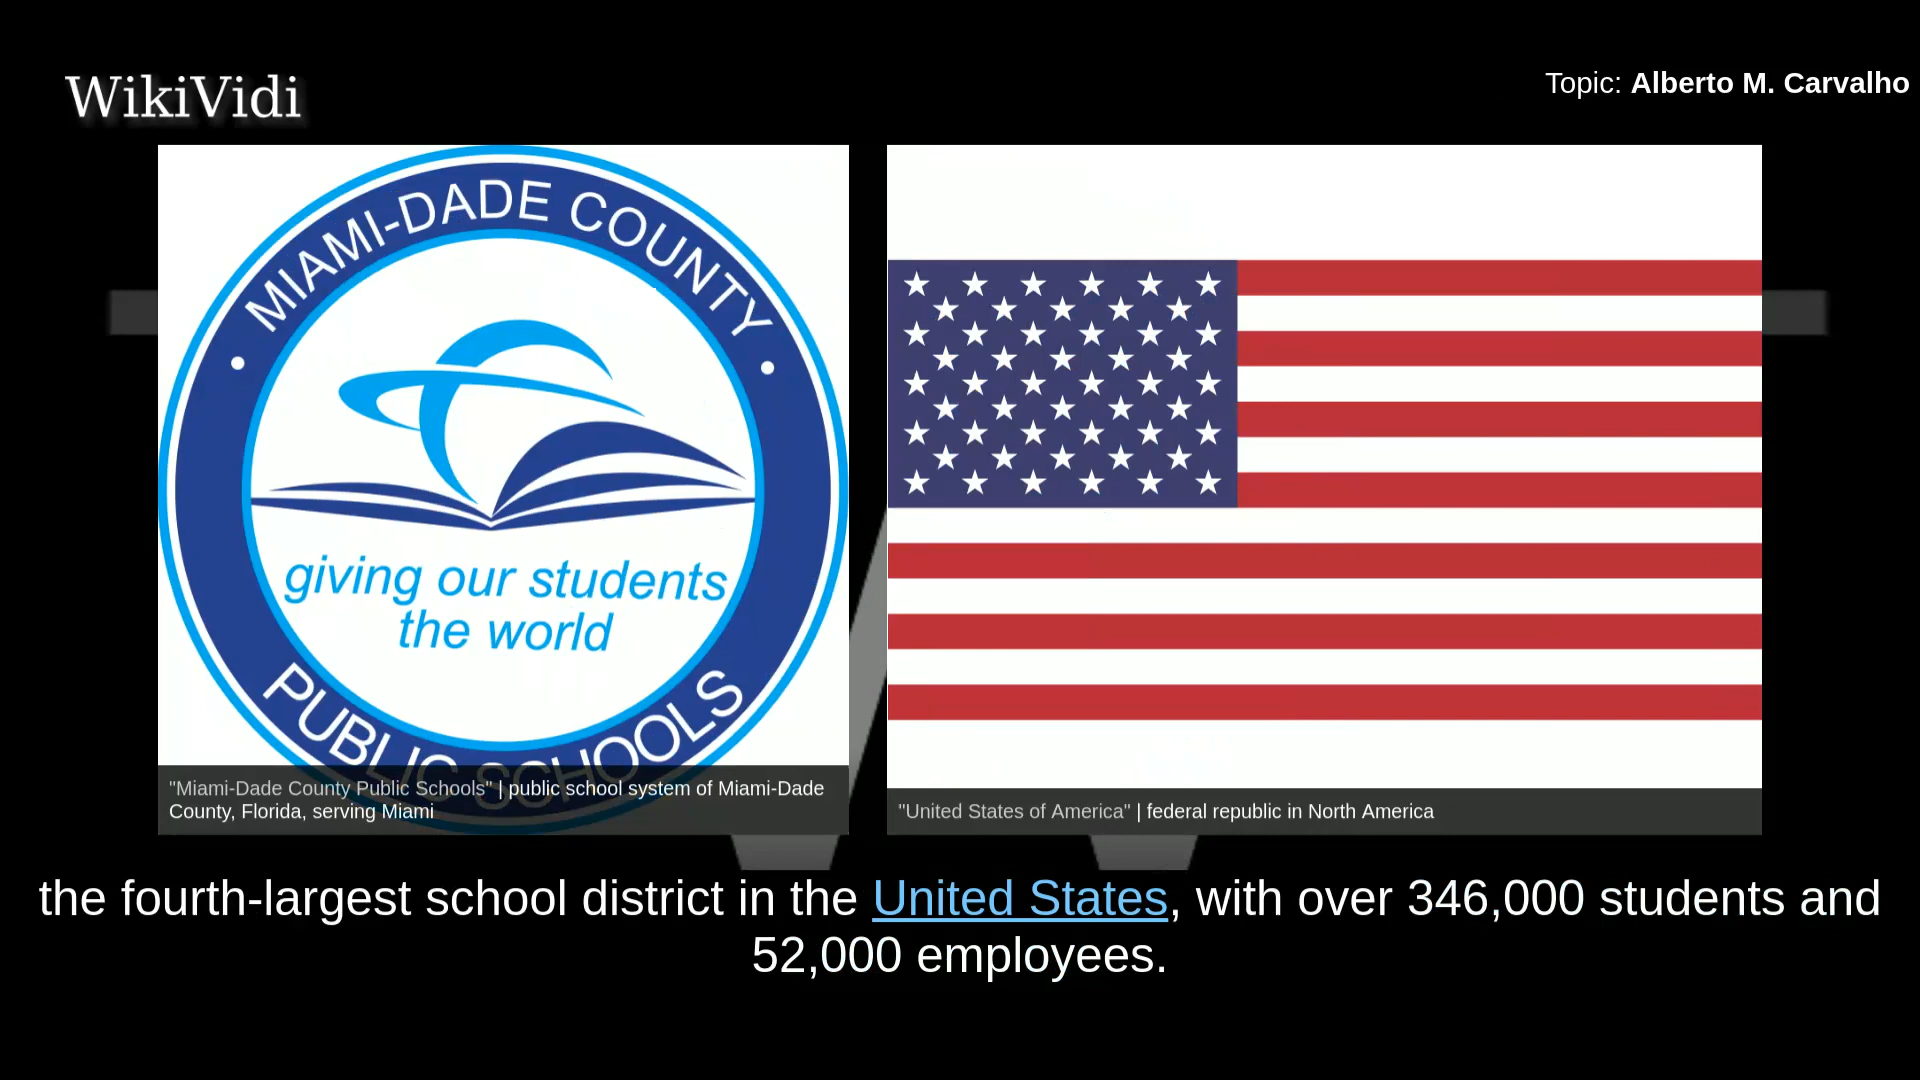 WikiVidi
Topic: Alberto M. Carvalho
MIAMI-DADE COUNTY
giving our students
the world
PUBLIC SCHOOLS
"Miami-Dade County Public Schools" | public school system of Miami-Dade
County, Florida, serving Miami
"United States of America" | federal republic in North America
the fourth-largest school district in the United States, with over 346,000 students and
52,000 employees.